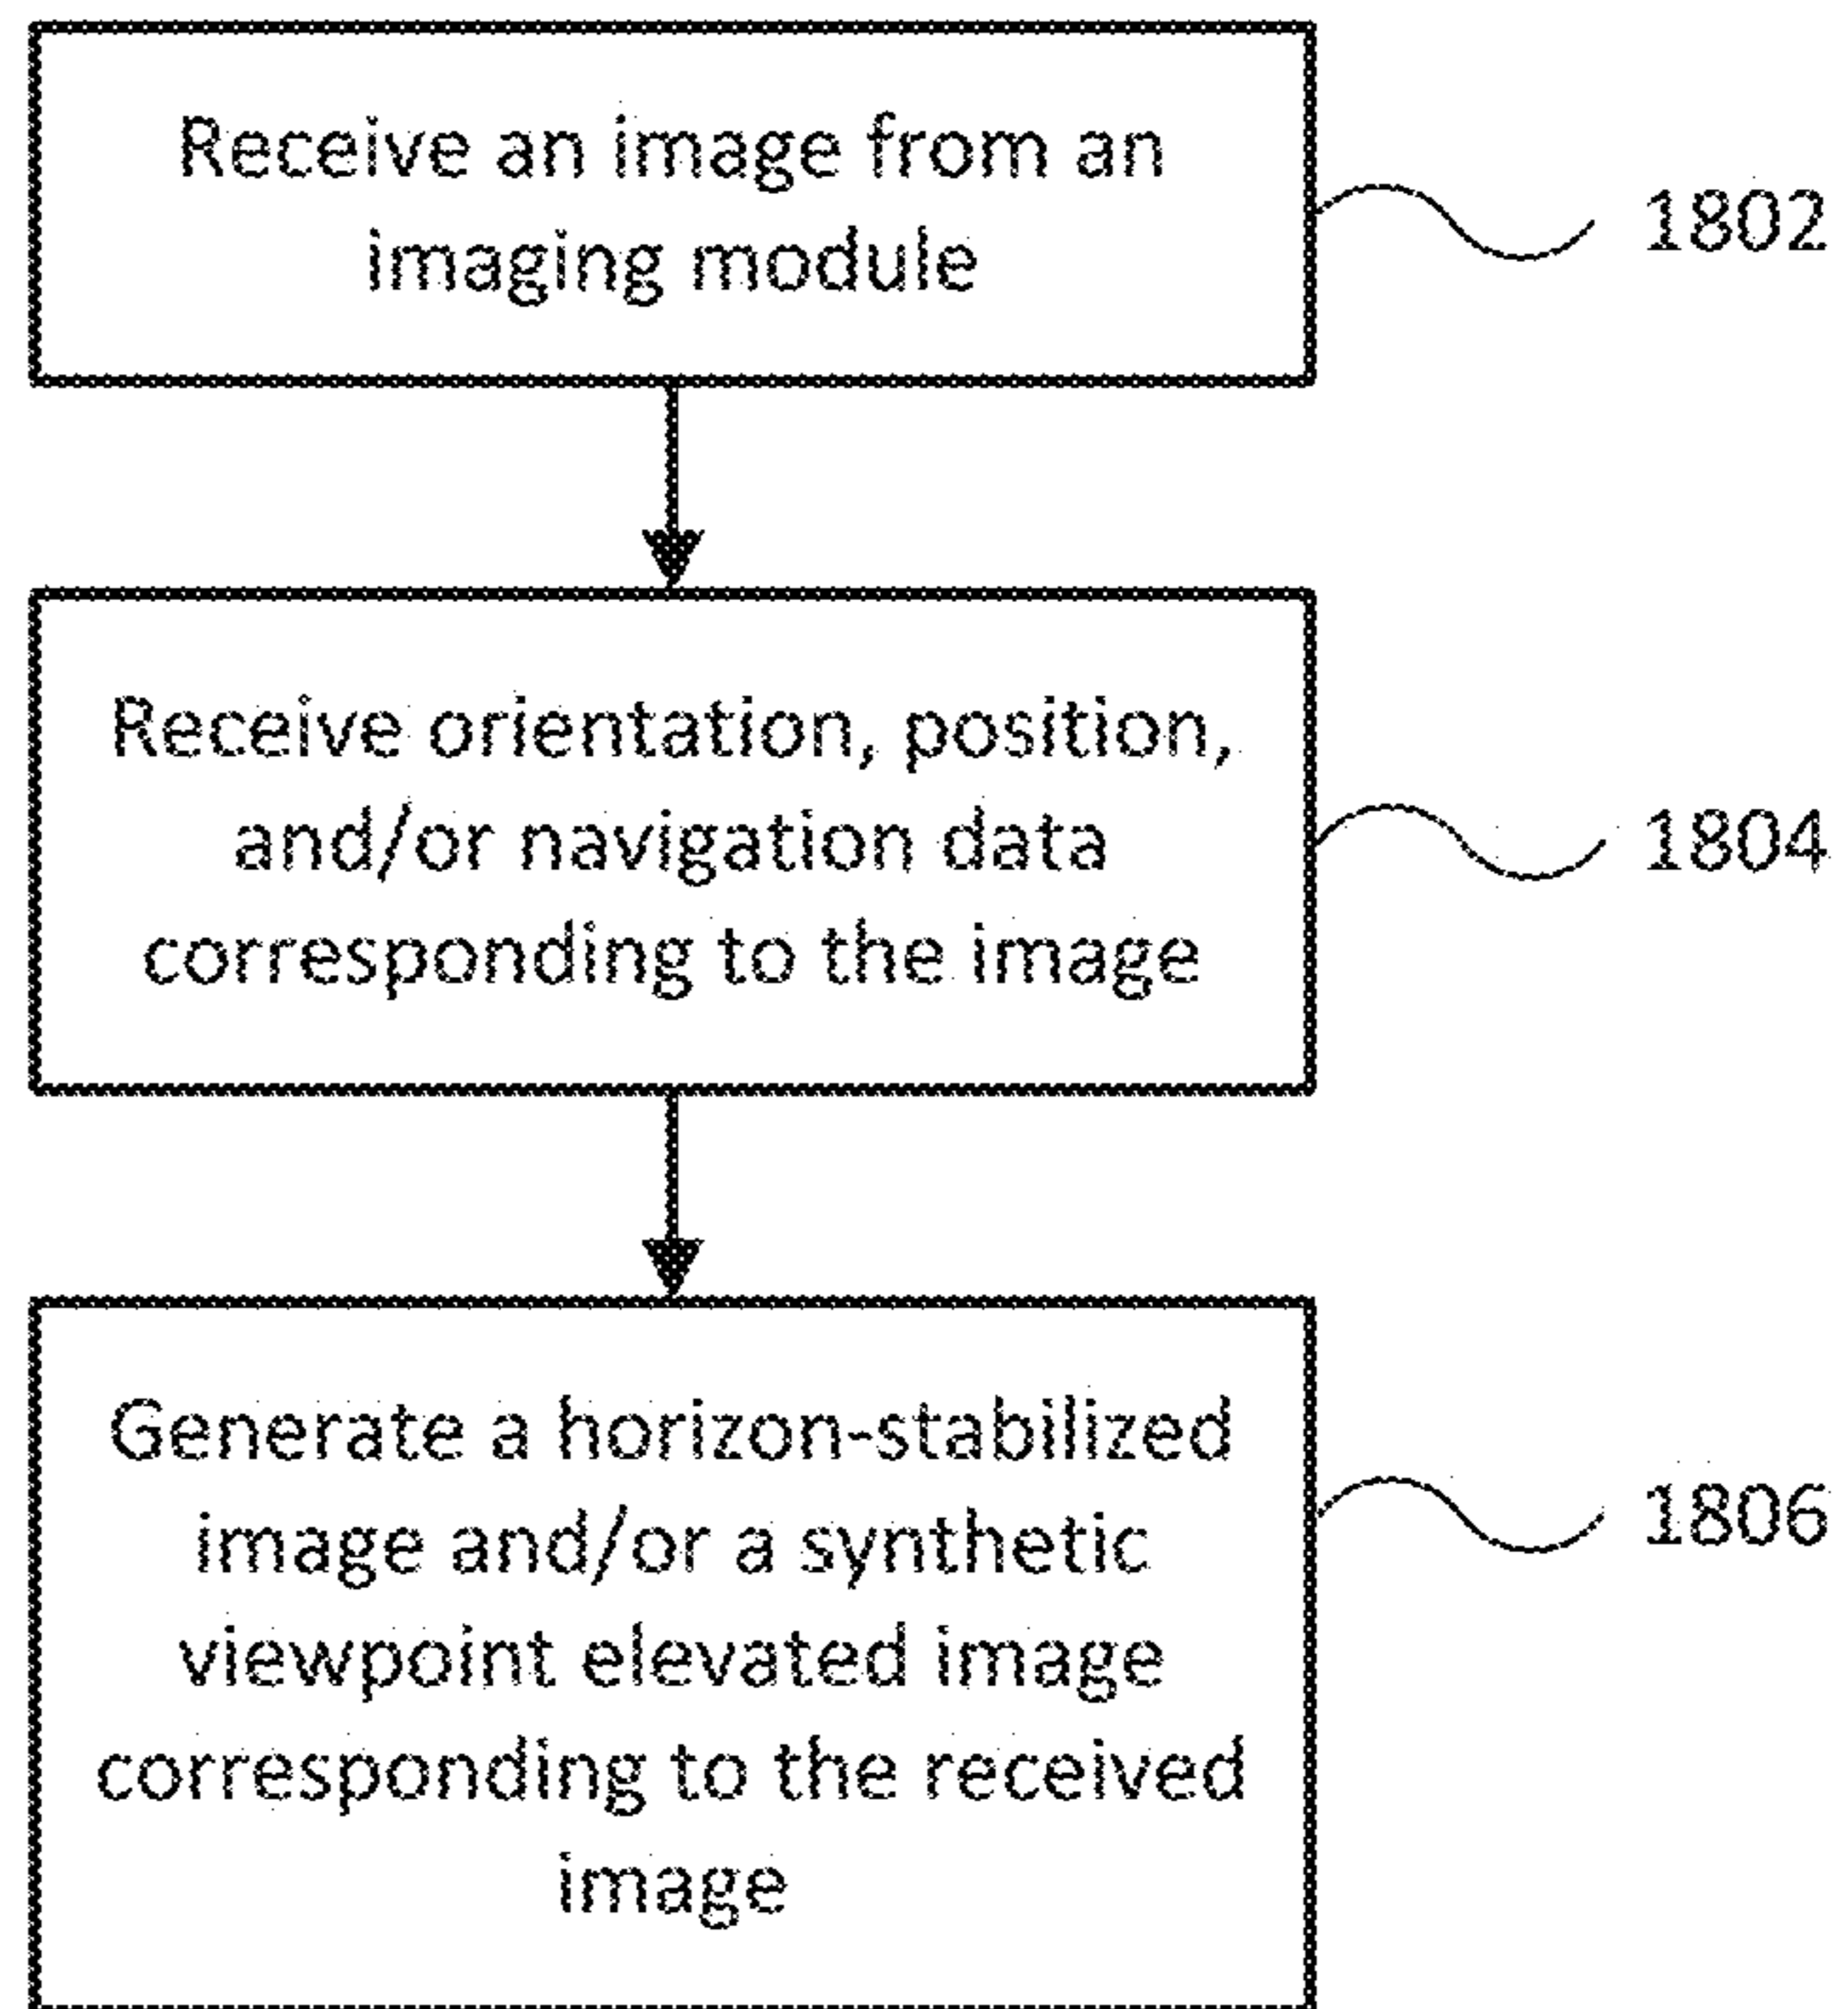 Receive an image from an
imaging module
1802
Receive orientation, position,
and/or navigation data
corresponding to the image
1804
Generate a horizon-stabilized
image and/or a synthetic
viewpoint elevated image
corresponding to the received
image
1806